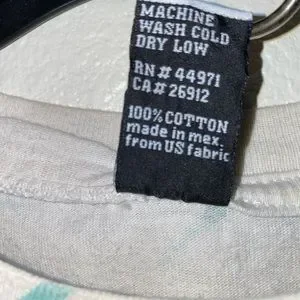 MACHINE
WASH COLD
DRY LOW
RN# 44971
CA# 26912
100% COTTON
made in mex.
from US fabric